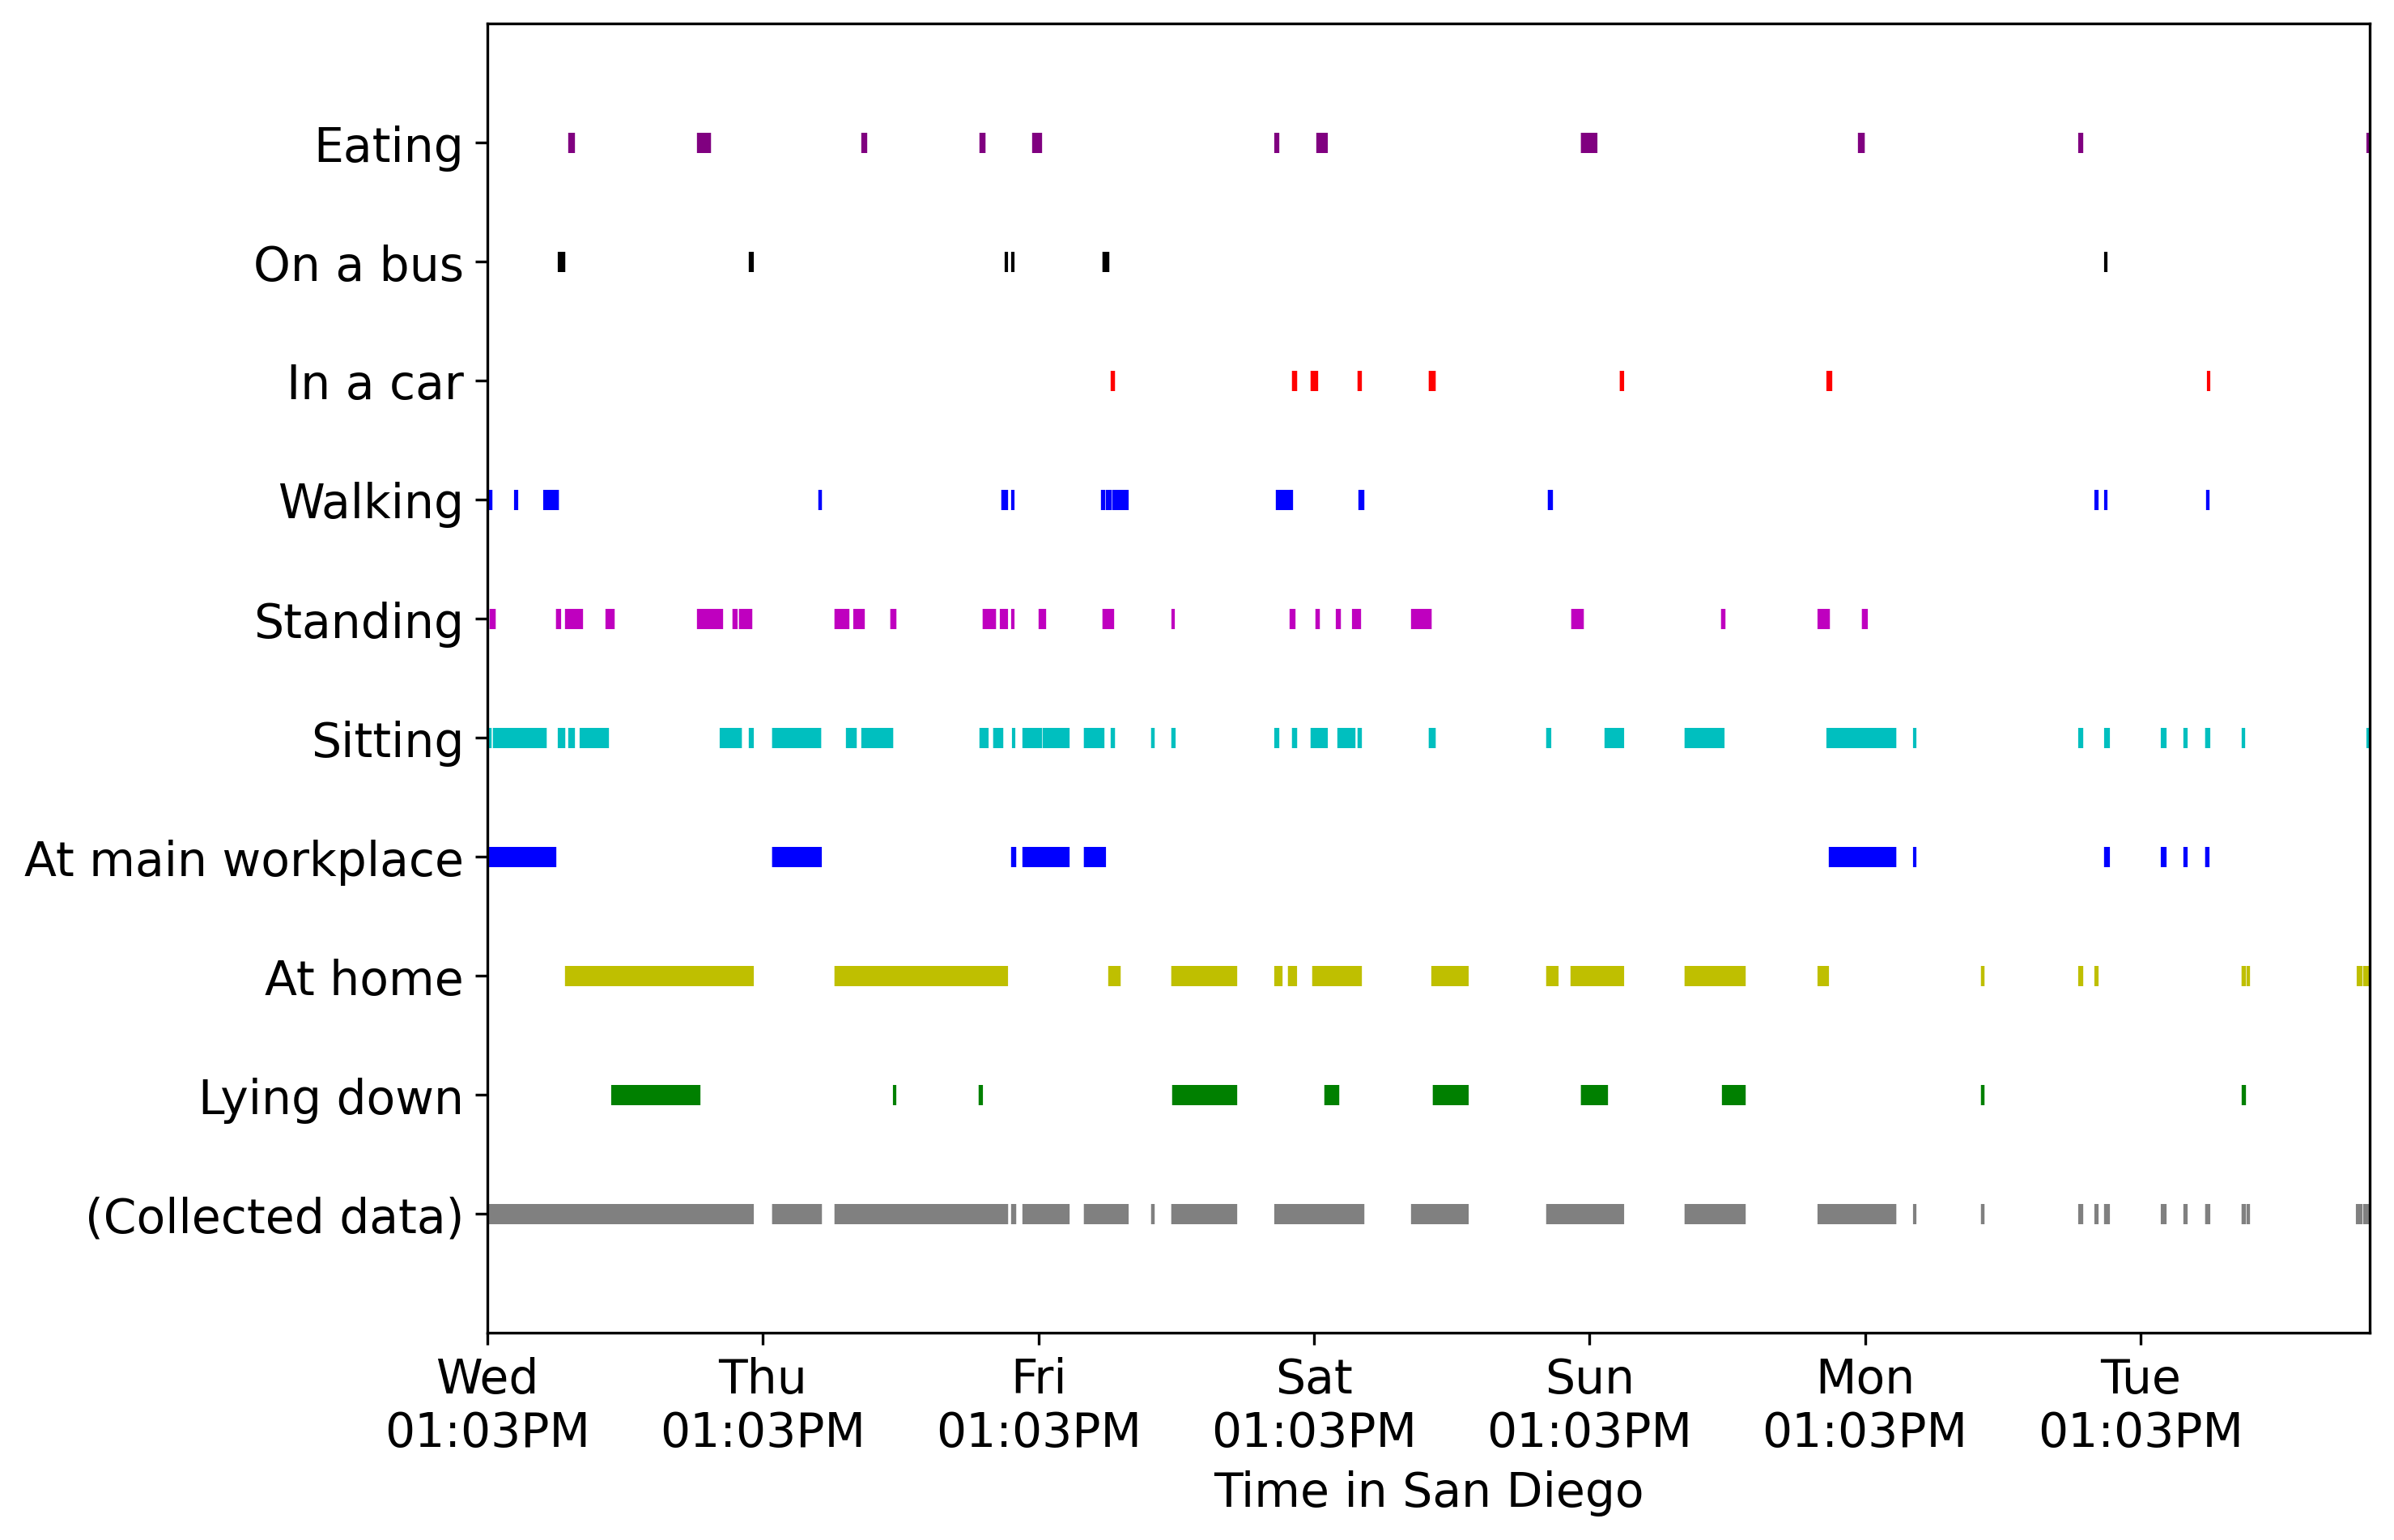 Eating
On a bus
In a car
Walking
Standing
Sitting
At main workplace
At home
Lying down
(Collected data)
Wed Thu Fri Sat Sun Mon Tue
01:03PM 01:03PM 01:03PM 01:03PM 01:03PM 01:03PM 01:03PM
Time in San Diego